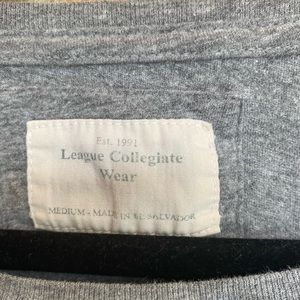 Est. 1991
League Collegiate
Wear
MEDIUM - MADE IN EL SALVADOR